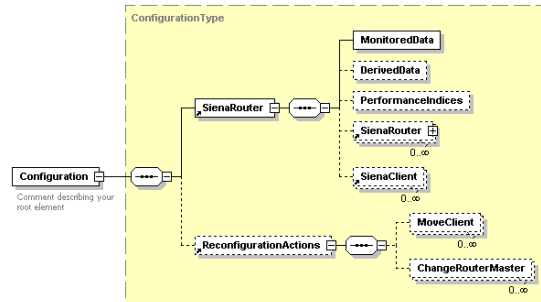 ConfigurationType
MonitoredData
DerivedData
PerformanceIndices
SienaRouter
SienaRouter
0..∞
SienaClient
0..∞
Configuration
Comment describing your
root element
MoveClient
0..∞
ReconfigurationActions
ChangeRouterMaster
0..∞